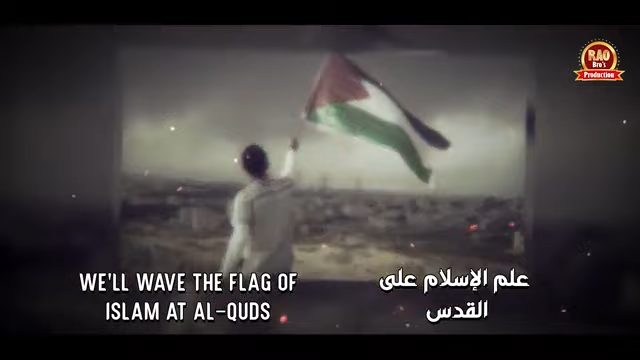 RAO
Bro's
Production
WE'LL WAVE THE FLAG OF
ISLAM AT AL-QUDS
علم الإسلام على
القدس